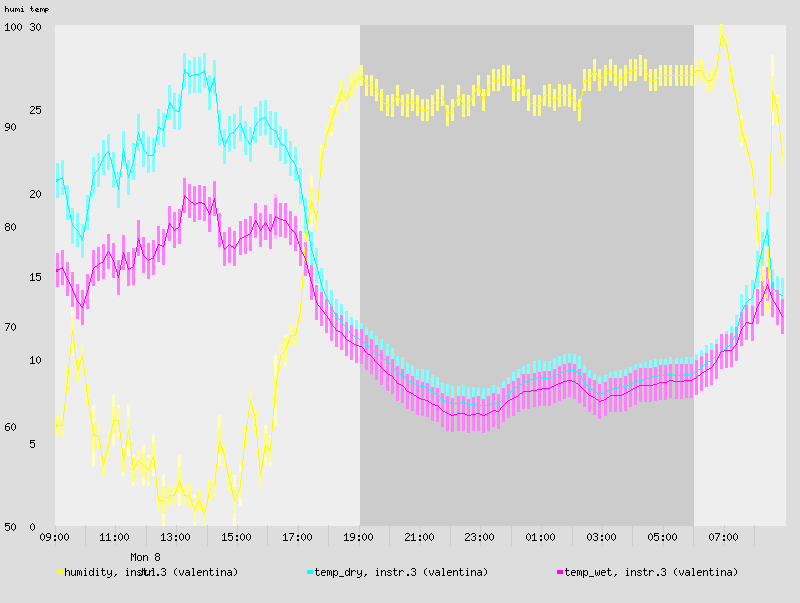 humi temp
100 30
25
90
20
80
15
70
10
60
5
50 0
09:00 11:00 13:00 15:00 17:00 19:00 21:00 23:00 01:00 03:00 05:00 07:00
Mon 8
humidity, instr.3 (valentina) temp_dry, instr.3 (valentina) temp_wet, instr.3 (valentina)